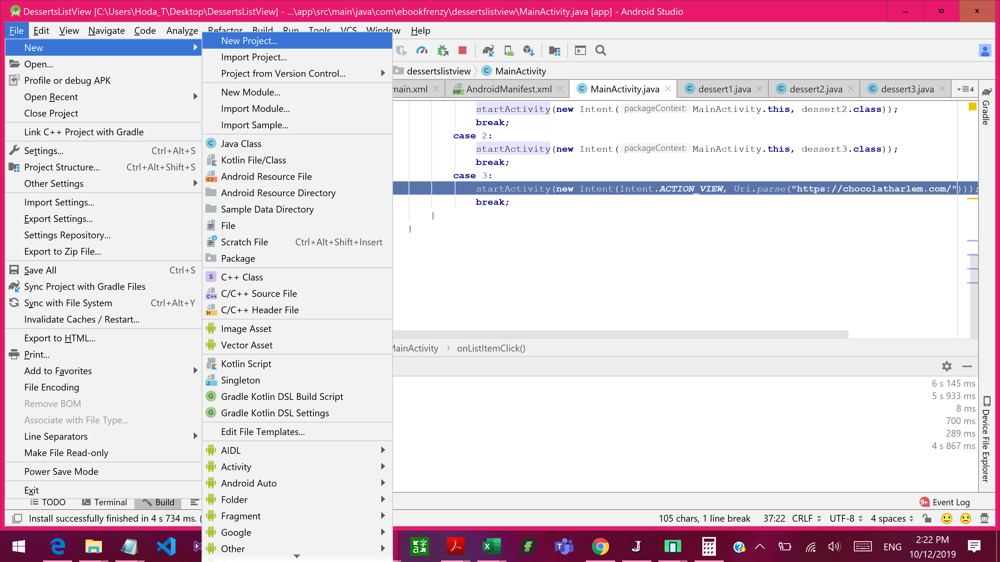 DessertsListView [C:\Users\Hoda_T\Desktop\DessertsListView] - ...\app\src\main\java\com\ebookfrenzy\dessertslistview\MainActivity.java [app] - Android Studio
File Edit View Navigate Code Analyze Refactor Build Run Tools VCS Window Help
New
Open...
Profile or debug APK
Open Recent
Close Project
Link C++ Project with Gradle
Settings... Ctrl+Alt+S
Project Structure... Ctrl+Alt+Shift+S
Other Settings
Import Settings...
Export Settings...
Settings Repository...
Export to Zip File...
Save All Ctrl+S
Sync Project with Gradle Files
Sync with File System Ctrl+Alt+Y
Invalidate Caches / Restart...
Export to HTML...
Print...
Add to Favorites
File Encoding
Remove BOM
Associate with File Type...
Line Separators
Make File Read-only
Power Save Mode
Exit
New Project...
Import Project...
Project from Version Control...
New Module...
Import Module...
Import Sample...
Java Class
Kotlin File/Class
Android Resource File
Android Resource Directory
Sample Data Directory
File
Scratch File Ctrl+Alt+Shift+Insert
Package
C++ Class
C/C++ Source File
C/C++ Header File
Image Asset
Vector Asset
Kotlin Script
Singleton
Gradle Kotlin DSL Build Script
Gradle Kotlin DSL Settings
Edit File Templates...
AIDL
Activity
Android Auto
Folder
Fragment
Google
Other
dessertslistview MainActivity
main.xml AndroidManifest.xml MainActivity.java dessert1.java dessert2.java dessert3.java 4
startActivity(new Intent( packageContext: MainActivity.this, dessert2.class));
break;
case 2:
startActivity(new Intent( packageContext: MainActivity.this, dessert3.class));
break;
case 3:
startActivity(new Intent(Intent.ACTION_VIEW, Uri.parse("https://chocolatharlem.com/")));
break;
}
}
MainActivity › onListItemClick()
6 s 145 ms
5 s 933 ms
8 ms
700 ms
289 ms
4 s 867 ms
Gradle
Device File Explorer
TODO Terminal Build
9+ Event Log
Install successfully finished in 4 s 734 ms. (
105 chars, 1 line break 37:22 CRLF UTF-8 4 spaces
ENG
2:22 PM
10/12/2019